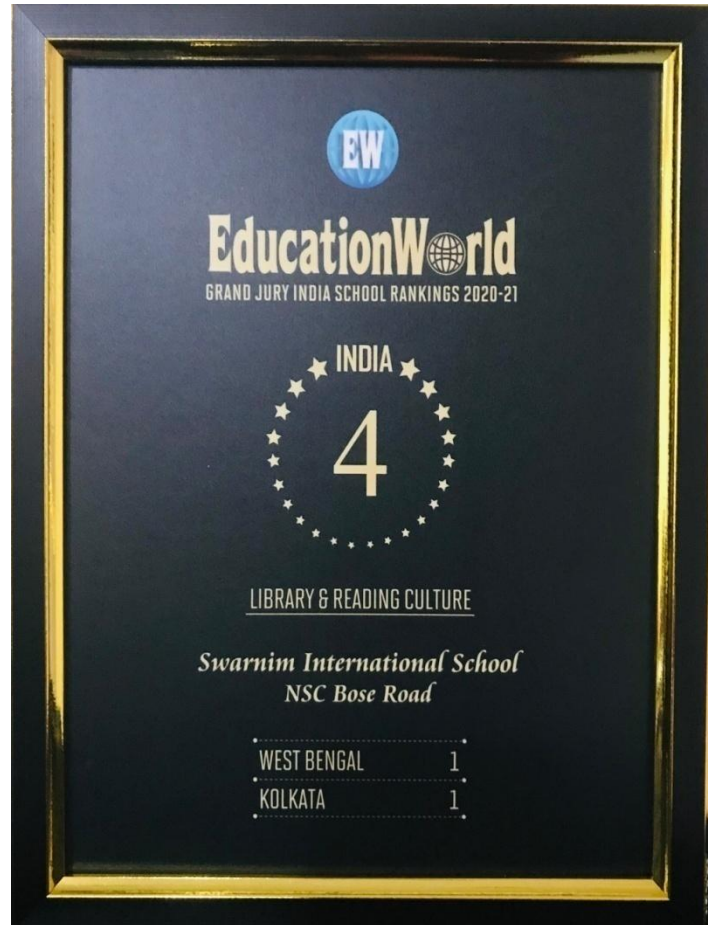 EW
EducationWorld
GRAND JURY INDIA SCHOOL RANKINGS 2020-21
INDIA
4
LIBRARY & READING CULTURE
Swarnim International School
NSC Bose Road
WEST BENGAL 1
KOLKATA 1